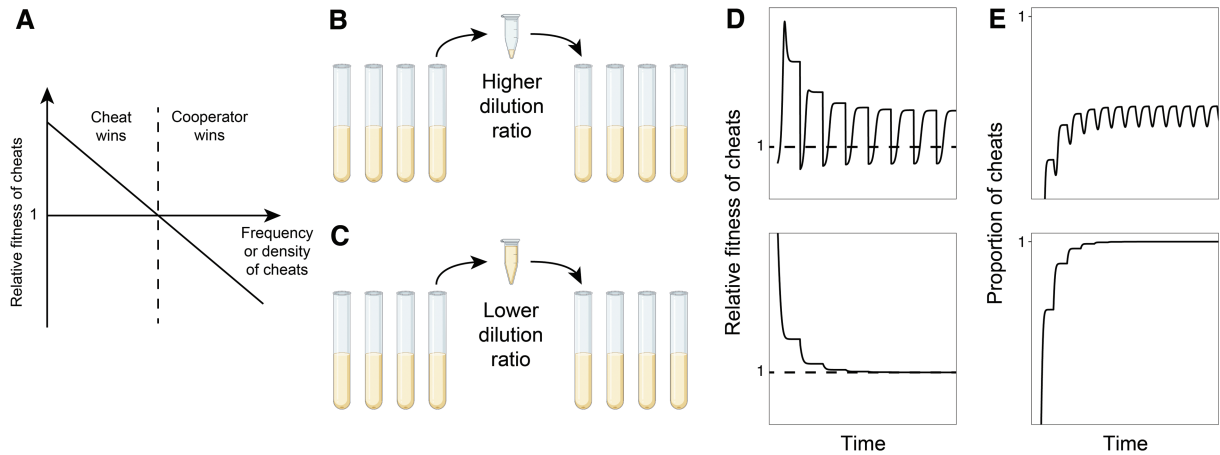 A
Relative fitness of cheats
1
Cheat
wins
Cooperator
wins
Frequency
or density
of cheats
B
Higher
dilution
ratio
C
Lower
dilution
ratio
D
Relative fitness of cheats
1
1
Time
E
Proportion of cheats
1
1
Time